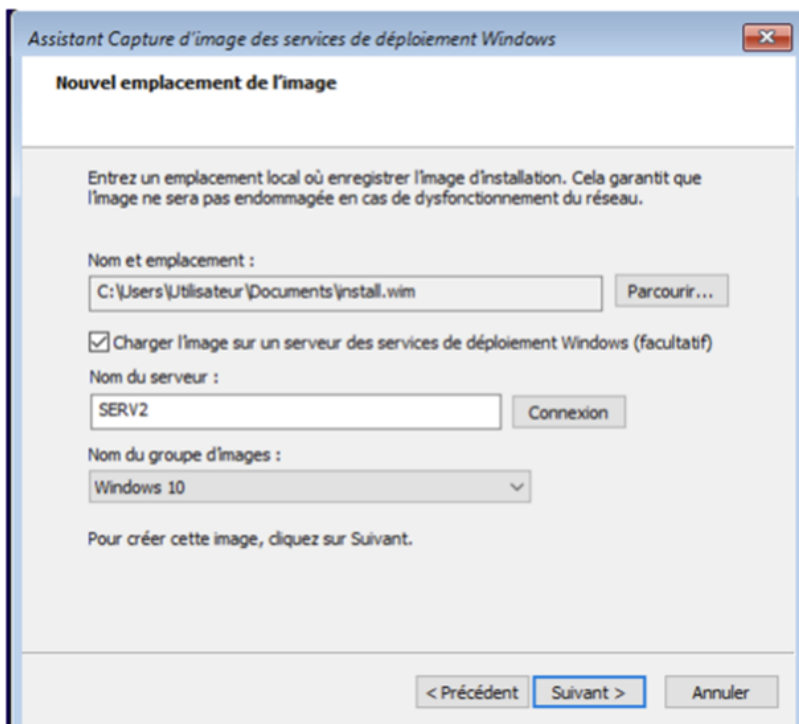 Assistant Capture d'image des services de déploiement Windows
Nouvel emplacement de l'image
Entrez un emplacement local où enregistrer l'image d'installation. Cela garantit que
l'image ne sera pas endommagée en cas de dysfonctionnement du réseau.
Nom et emplacement :
C:\Users\Utilisateur\Documents\install.wim
Parcourir...
Charger l'image sur un serveur des services de déploiement Windows (facultatif)
Nom du serveur :
SERV2
Connexion
Nom du groupe d'images :
Windows 10
Pour créer cette image, cliquez sur Suivant.
< Précédent
Suivant >
Annuler